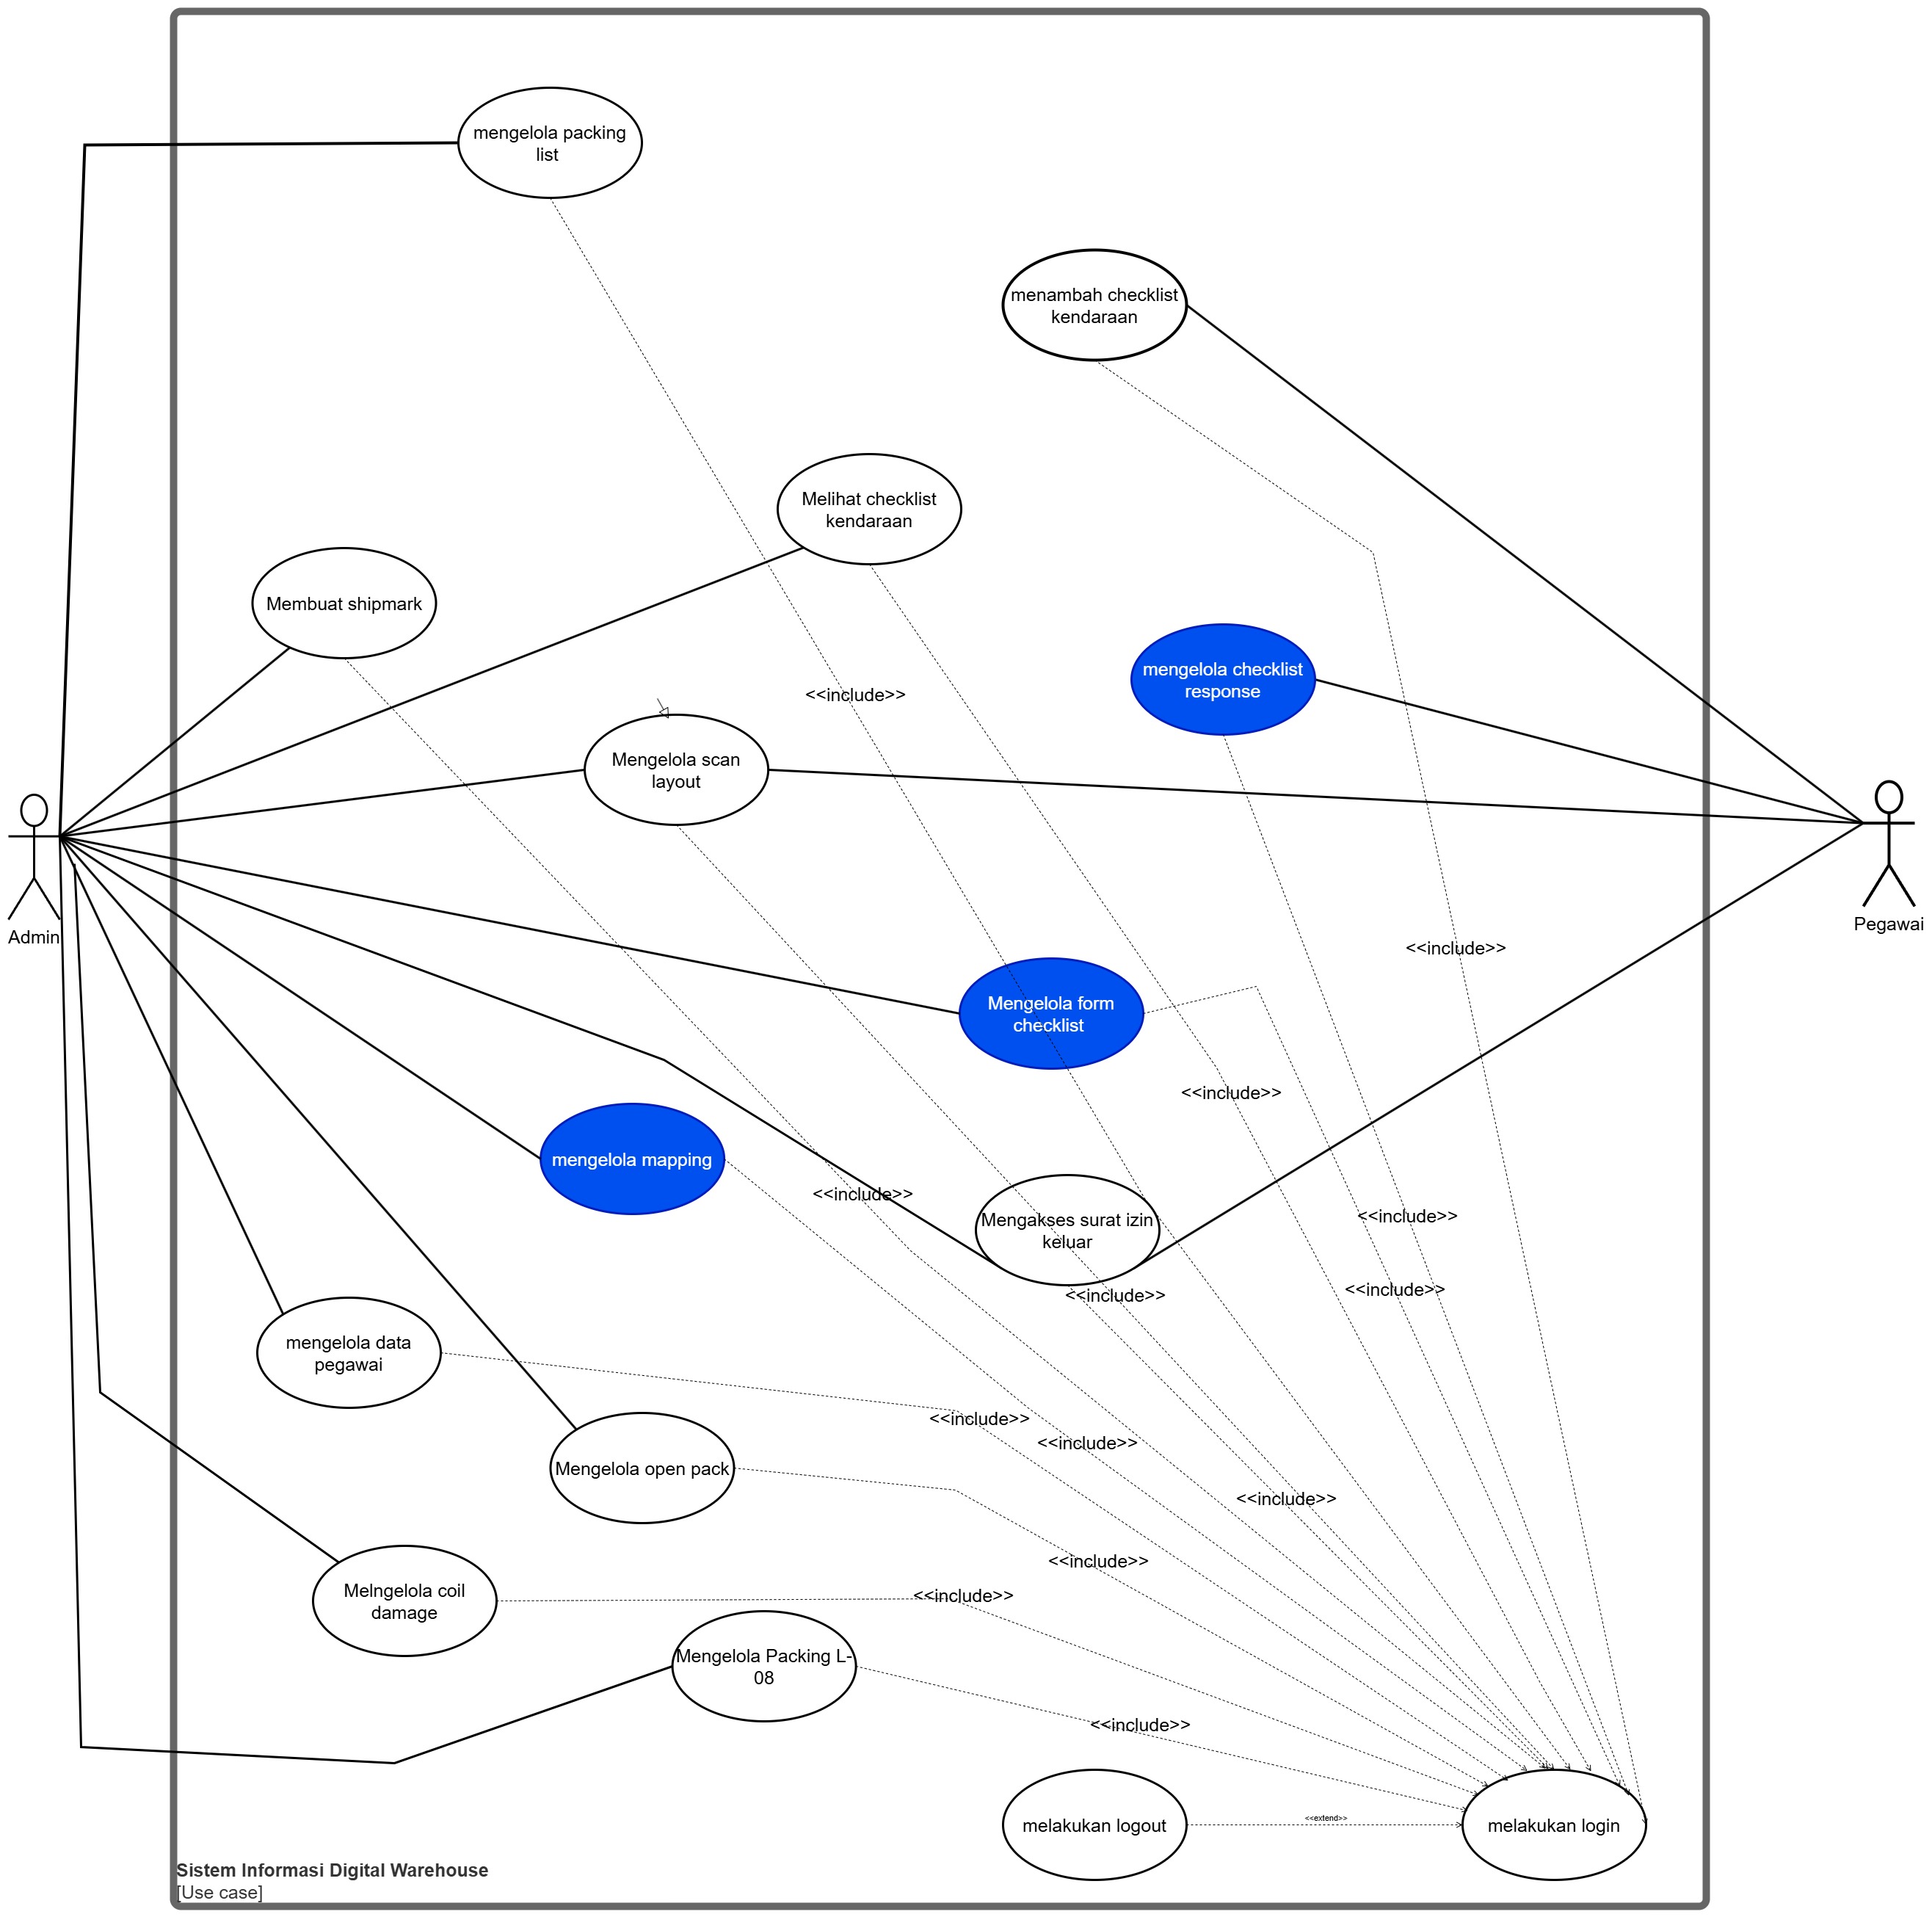 mengelola packing
list
menambah checklist
kendaraan
Melihat checklist
kendaraan
Membuat shipmark
mengelola checklist
response
<<include>>
Mengelola scan
layout
Admin
Pegawai
<<include>>
Mengelola form
checklist
<<include>>
mengelola mapping
<<include>>
<<include>>
Mengakses surat izin
keluar
<<include>>
<<include>>
mengelola data
pegawai
<<include>>
<<include>>
Mengelola open pack
<<include>>
<<include>>
Melngelola coil
damage
<<include>>
Mengelola Packing L-
08
<<include>>
melakukan logout
<<extend>>
melakukan login
Sistem Informasi Digital Warehouse
[Use case]